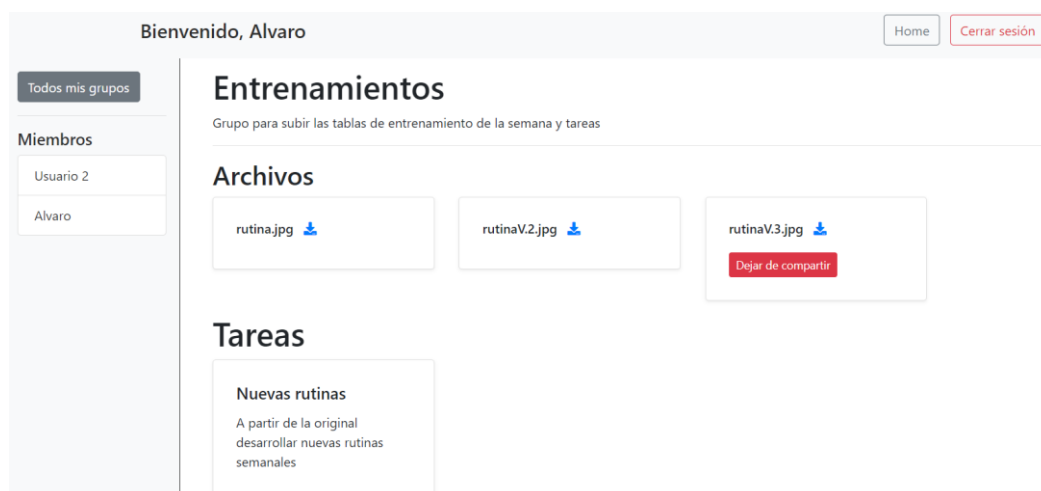 Bienvenido, Alvaro
Home
Cerrar sesión
Todos mis grupos
Miembros
Usuario 2
Alvaro
Entrenamientos
Grupo para subir las tablas de entrenamiento de la semana y tareas
Archivos
rutina.jpg
rutinaV.2.jpg
rutinaV.3.jpg
Dejar de compartir
Tareas
Nuevas rutinas
A partir de la original
desarrollar nuevas rutinas
semanales